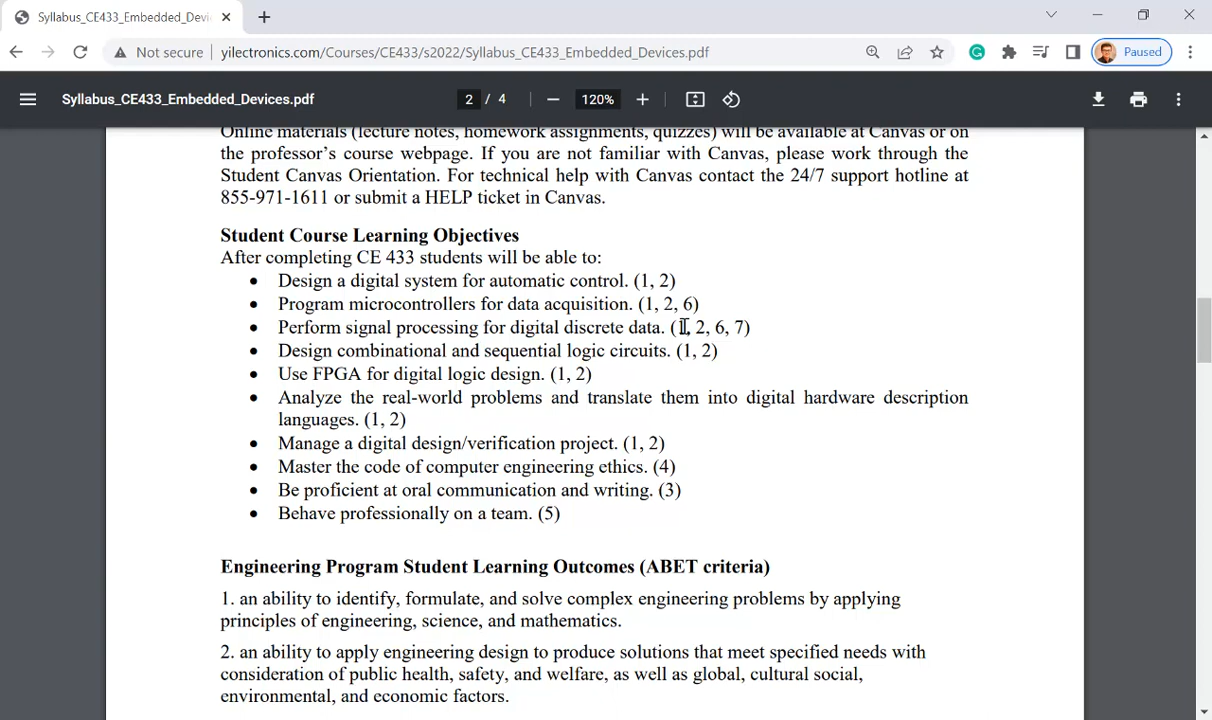 Syllabus_CE433_Embedded_Devi
Not secure yilectronics.com/Courses/CE433/s2022/Syllabus_CE433_Embedded_Devices.pdf Paused
Syllabus_CE433_Embedded_Devices.pdf 2 / 4 120%
Online materials (lecture notes, homework assignments, quizzes) will be available at Canvas or on
the professor's course webpage. If you are not familiar with Canvas, please work through the
Student Canvas Orientation. For technical help with Canvas contact the 24/7 support hotline at
855-971-1611 or submit a HELP ticket in Canvas.
Student Course Learning Objectives
After completing CE 433 students will be able to:
• Design a digital system for automatic control. (1, 2)
• Program microcontrollers for data acquisition. (1, 2, 6)
• Perform signal processing for digital discrete data. (1, 2, 6, 7)
• Design combinational and sequential logic circuits. (1, 2)
• Use FPGA for digital logic design. (1, 2)
• Analyze the real-world problems and translate them into digital hardware description
languages. (1, 2)
• Manage a digital design/verification project. (1, 2)
• Master the code of computer engineering ethics. (4)
• Be proficient at oral communication and writing. (3)
• Behave professionally on a team. (5)
Engineering Program Student Learning Outcomes (ABET criteria)
1. an ability to identify, formulate, and solve complex engineering problems by applying
principles of engineering, science, and mathematics.
2. an ability to apply engineering design to produce solutions that meet specified needs with
consideration of public health, safety, and welfare, as well as global, cultural social,
environmental, and economic factors.